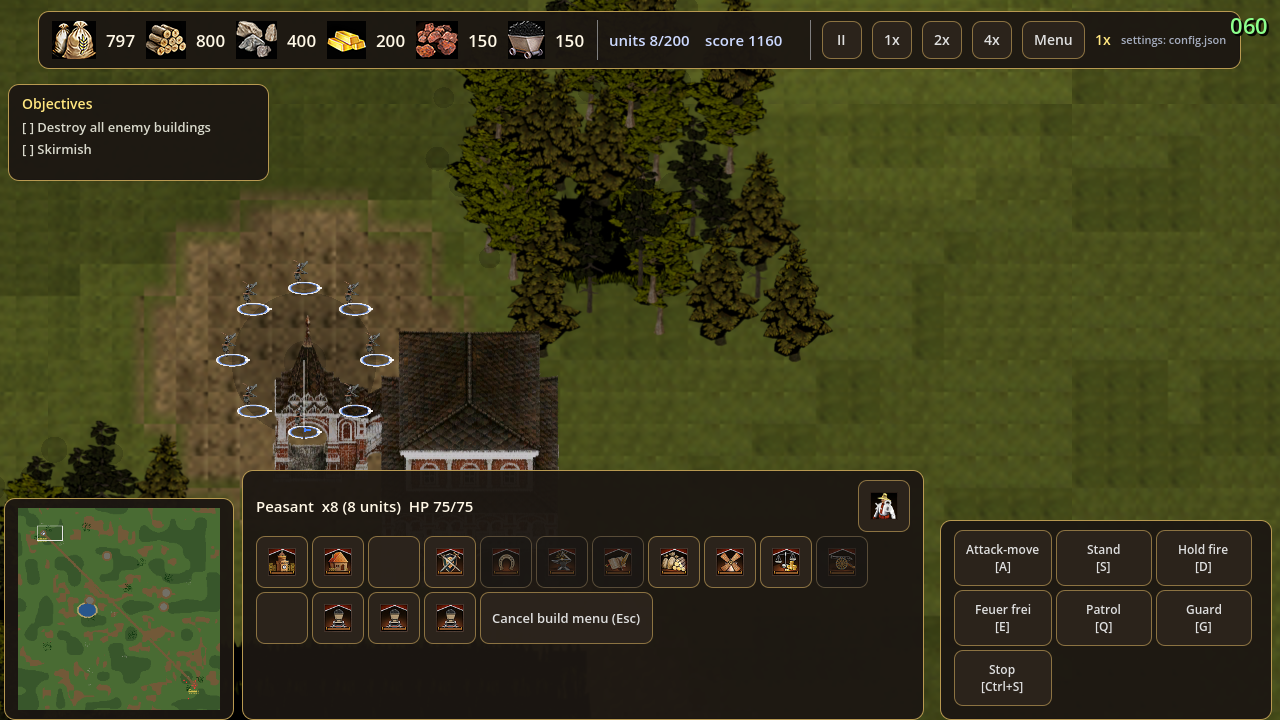 797 800 400 200 150 150 units 8/200 score 1160 II 1x 2x 4x Menu 1x settings: config.json 060
Objectives
[ ] Destroy all enemy buildings
[ ] Skirmish
Peasant x8 (8 units) HP 75/75
Cancel build menu (Esc)
Attack-move
[A]
Stand
[S]
Hold fire
[D]
Feuer frei
[E]
Patrol
[Q]
Guard
[G]
Stop
[Ctrl+S]